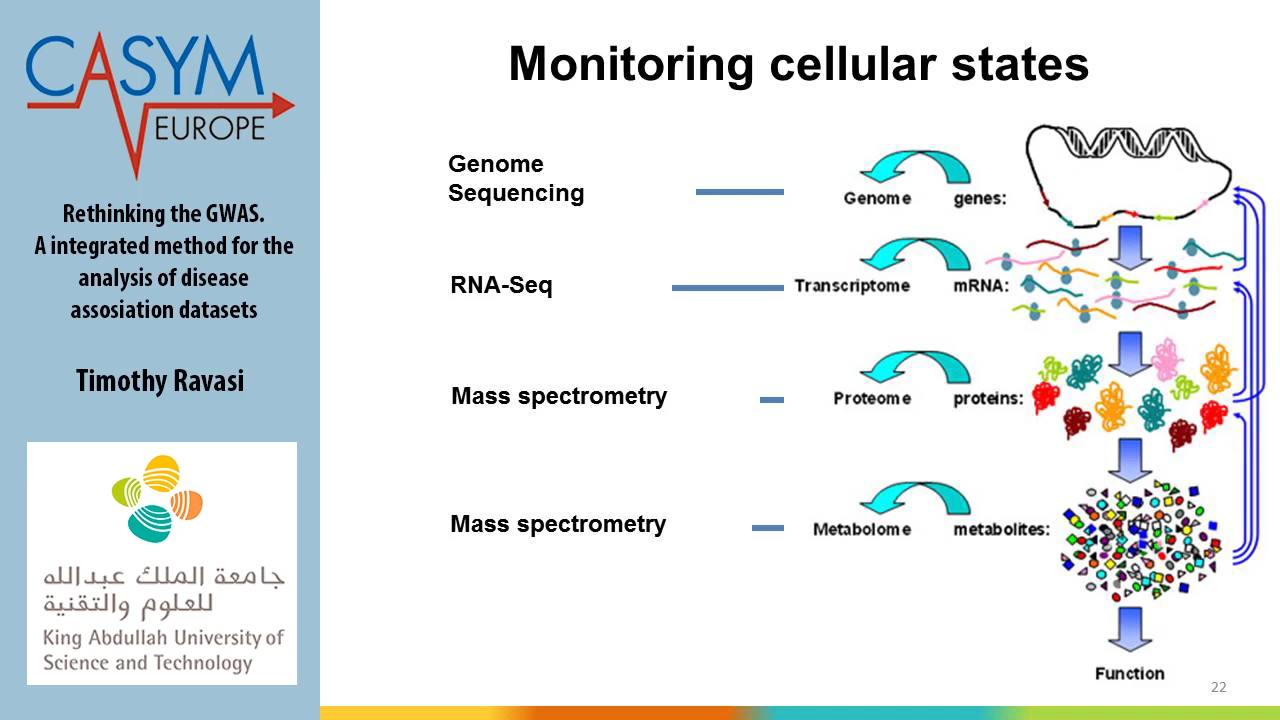 CASYM
EUROPE
Rethinking the GWAS.
A integrated method for the
analysis of disease
assosiation datasets
Timothy Ravasi
جامعة الملك عبدالله
للعلوم والتقنية
King Abdullah University of
Science and Technology
Monitoring cellular states
Genome
Sequencing
Genome genes:
RNA-Seq
Transcriptome mRNA:
Mass spectrometry
Proteome proteins:
Mass spectrometry
Metabolome metabolites:
Function
22